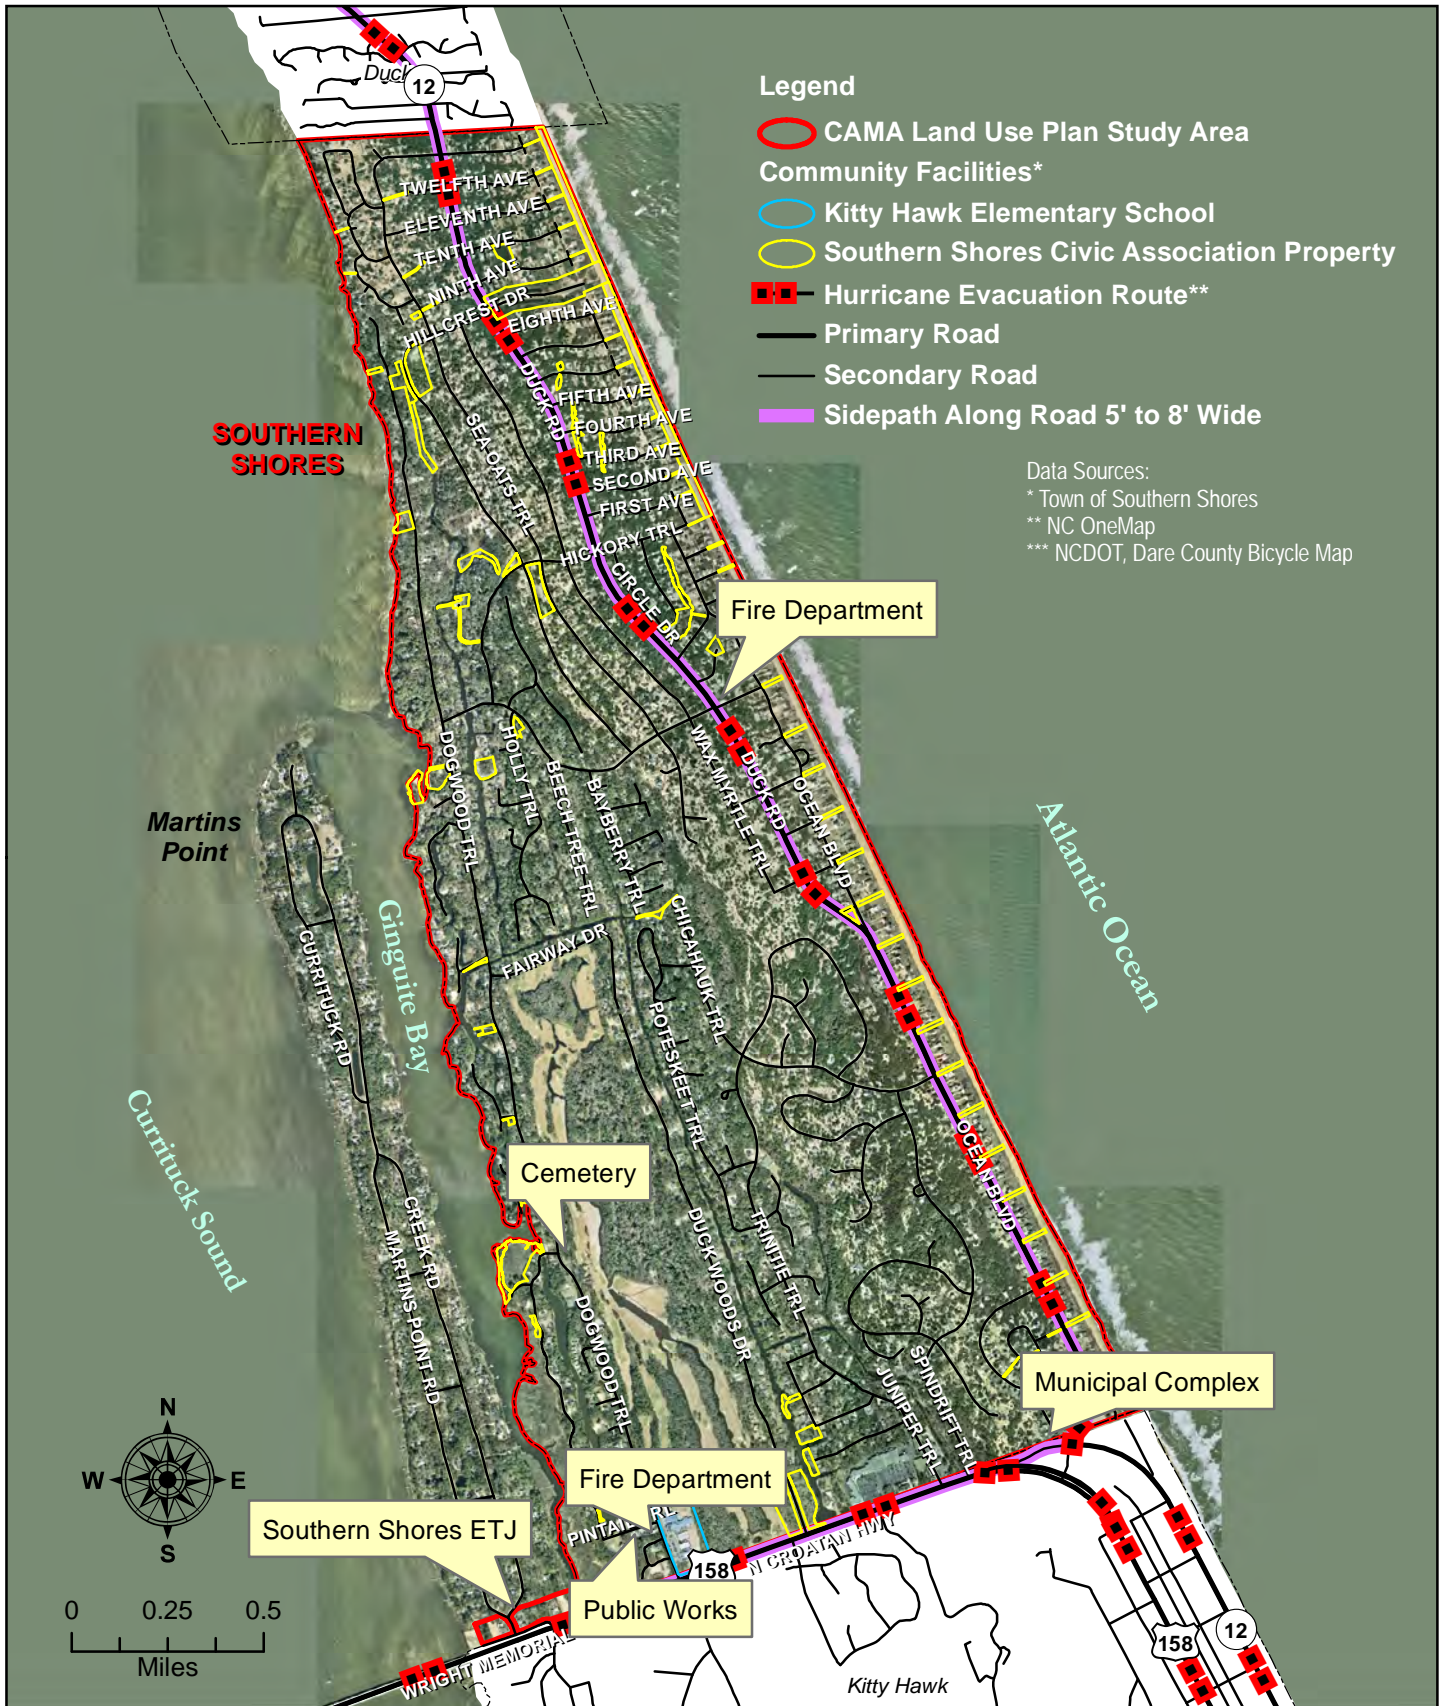 Duck
12
Legend
CAMA Land Use Plan Study Area
Community Facilities*
Kitty Hawk Elementary School
Southern Shores Civic Association Property
Hurricane Evacuation Route**
Primary Road
Secondary Road
Sidepath Along Road 5' to 8' Wide
Data Sources:
* Town of Southern Shores
** NC OneMap
*** NCDOT, Dare County Bicycle Map
TWELFTH AVE
ELEVENTH AVE
TENTH AVE
NINTH AVE
HILLCREST DR
EIGHTH AVE
DUCK RD
FIFTH AVE
FOURTH AVE
THIRD AVE
SECOND AVE
FIRST AVE
HICKORY TRL
SEA OATS TRL
SOUTHERN
SHORES
CIRCLE DR
Fire Department
DOGWOOD TRL
HOLLY TRL
BEECH TREE TRL
BAYBERRY TRL
WAX MYRTLE TRL
DUCK RD
OCEAN BLVD
Martins
Point
Atlantic Ocean
Ginguite Bay
CURRITUCK RD
FAIRWAY DR
CHICAHAUK TRL
POTESKEET TRL
Currituck Sound
Cemetery
OCEAN BLVD
CREEK RD
MARTINS POINT RD
DUCK WOODS DR
TRINITIE TRL
DOGWOOD TRL
SPINDRIFT TRL
JUNIPER TRL
Municipal Complex
N
W
E
S
Fire Department
Southern Shores ETJ
PINTAIL TRL
158
N CROATAN HWY
Public Works
0 0.25 0.5
Miles
WRIGHT MEMORIAL
Kitty Hawk
158
12